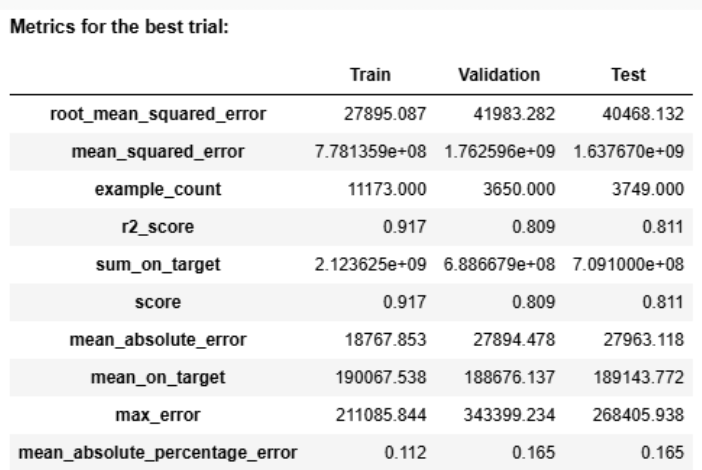 Metrics for the best trial:
Train Validation Test
root_mean_squared_error 27895.087 41983.282 40468.132
mean_squared_error 7.781359e+08 1.762596e+09 1.637670e+09
example_count 11173.000 3650.000 3749.000
r2_score 0.917 0.809 0.811
sum_on_target 2.123625e+09 6.886679e+08 7.091000e+08
score 0.917 0.809 0.811
mean_absolute_error 18767.853 27894.478 27963.118
mean_on_target 190067.538 188676.137 189143.772
max_error 211085.844 343399.234 268405.938
mean_absolute_percentage_error 0.112 0.165 0.165